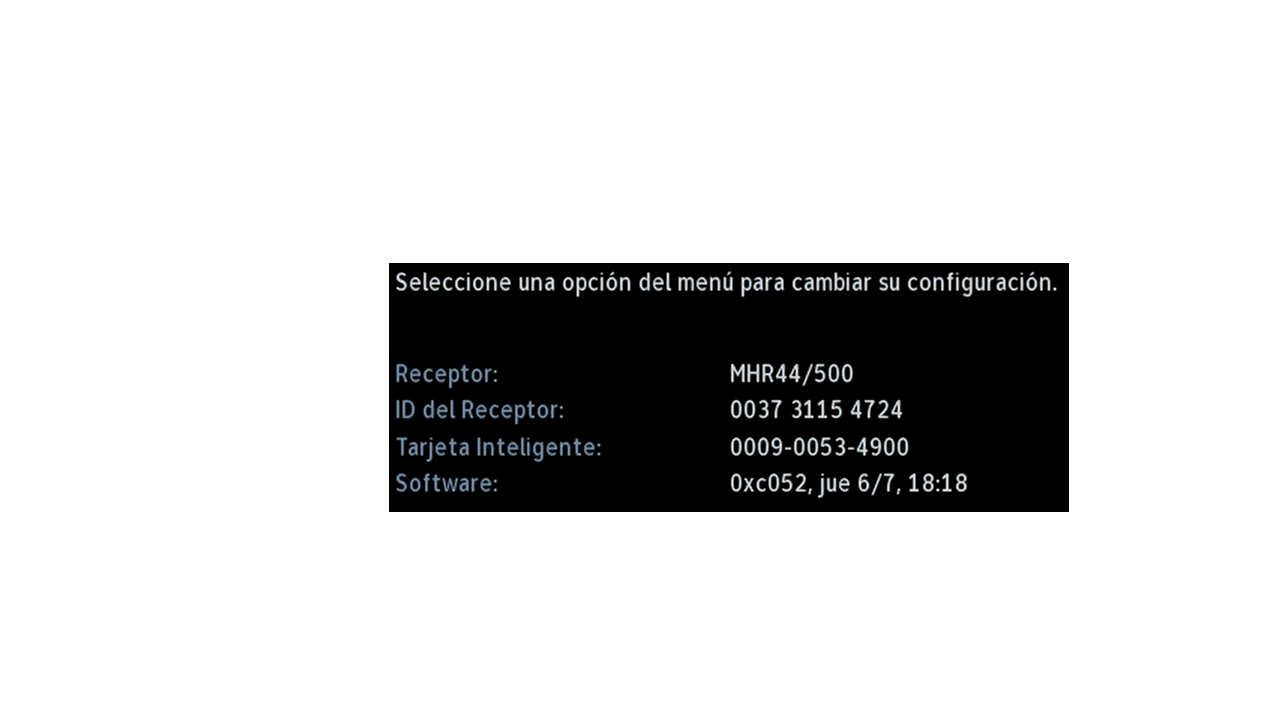 Seleccione una opción del menú para cambiar su configuración.
Receptor: MHR44/500
ID del Receptor: 0037 3115 4724
Tarjeta Inteligente: 0009-0053-4900
Software: 0xc052, jue 6/7, 18:18